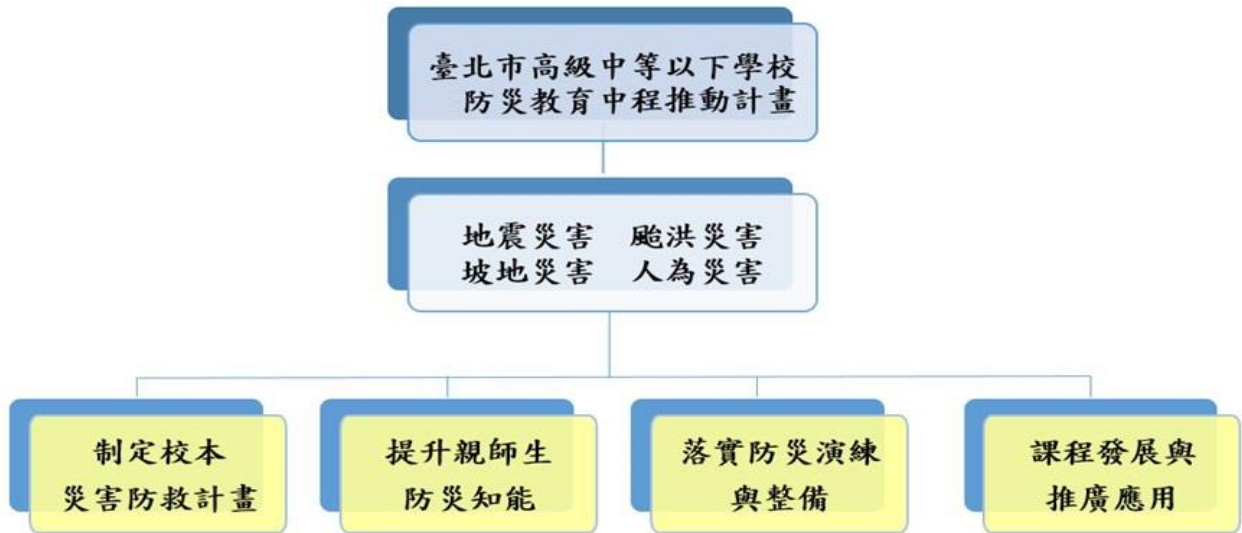 臺北市高級中等以下學校
防災教育中程推動計畫
地震災害 颱洪災害
坡地災害 人為災害
制定校本
災害防救計畫
提升親師生
防災知能
落實防災演練
與整備
課程發展與
推廣應用